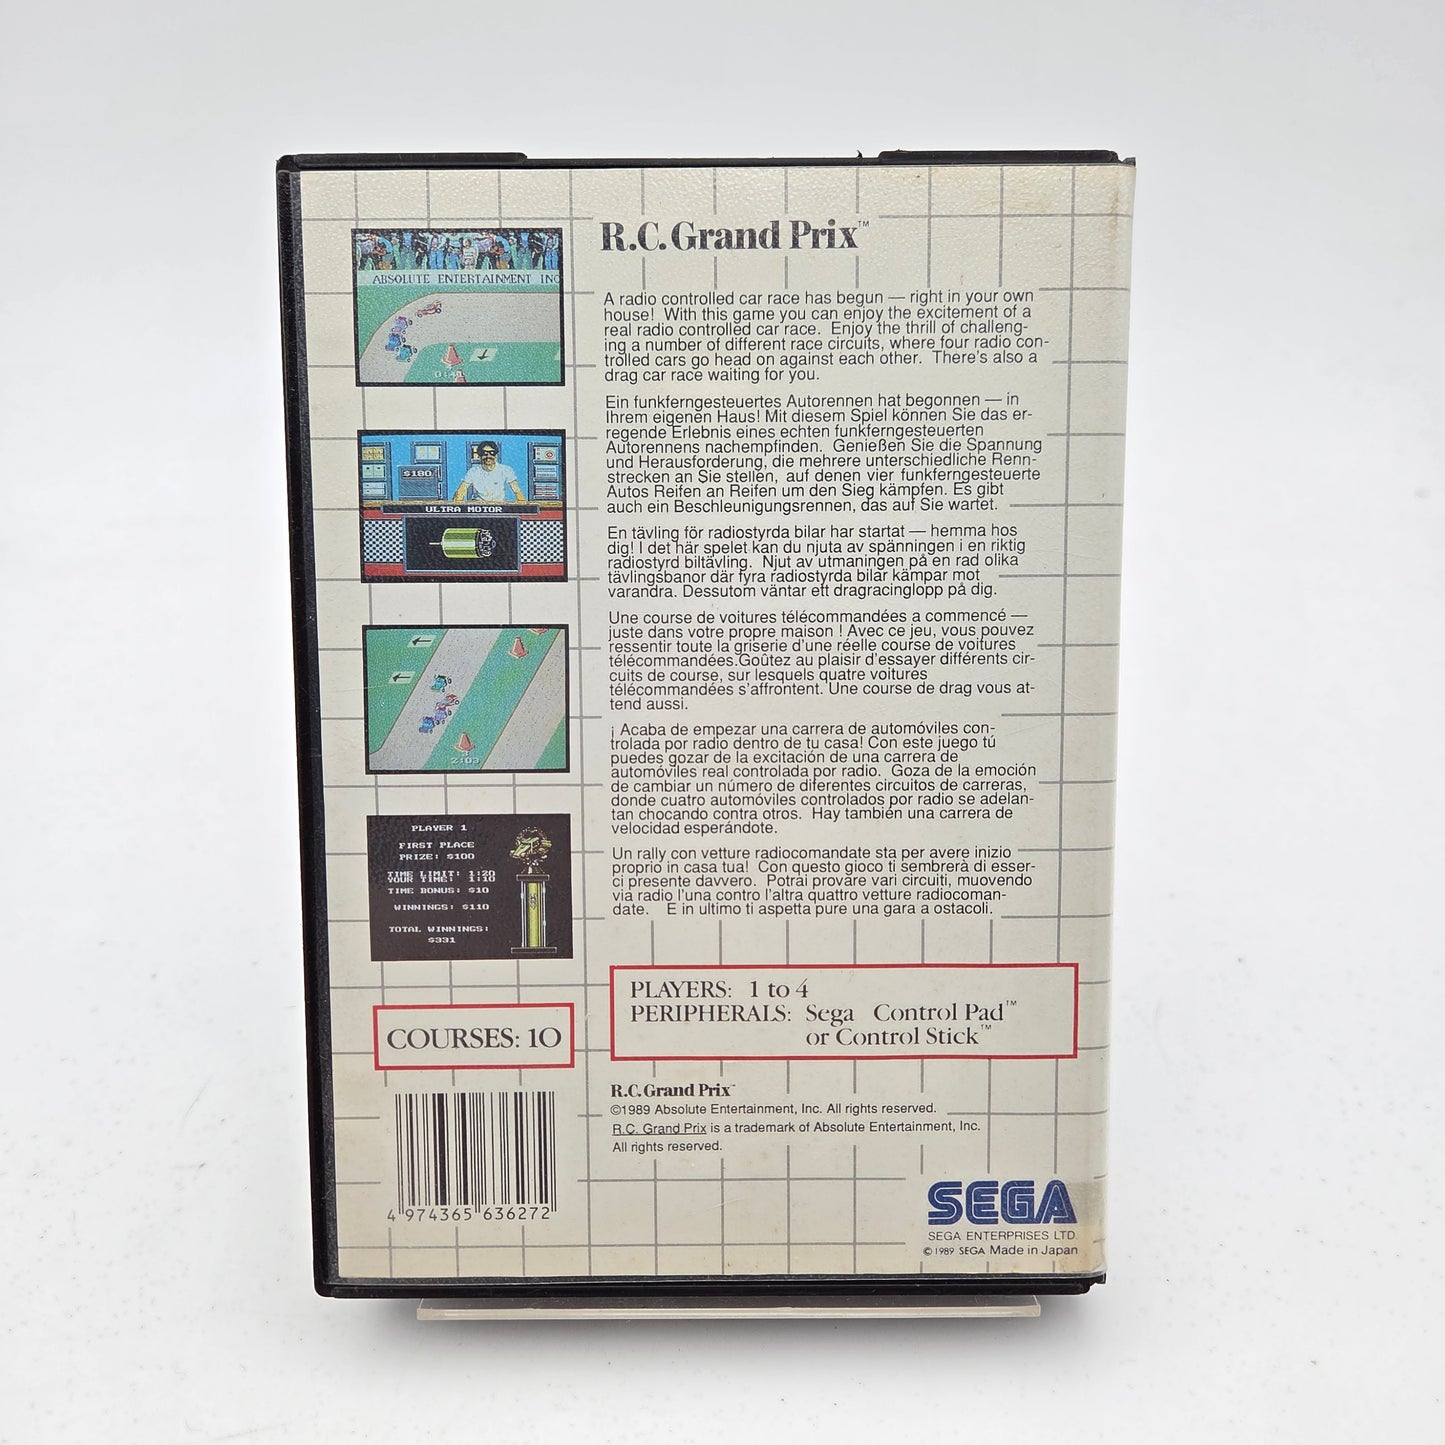 R.C. Grand Prix™
A radio controlled car race has begun — right in your own
house! With this game you can enjoy the excitement of a
real radio controlled car race. Enjoy the thrill of challeng-
ing a number of different race circuits, where four radio con-
trolled cars go head on against each other. There's also a
drag car race waiting for you.
Ein funkferngesteuertes Autorennen hat begonnen — in
Ihrem eigenen Haus! Mit diesem Spiel können Sie das er-
regende Erlebnis eines echten funkferngesteuerten
Autorennens nachempfinden. Genießen Sie die Spannung
und Herausforderung, die mehrere unterschiedliche Renn-
strecken an Sie stellen, auf denen vier funkferngesteuerte
Autos Reifen an Reifen um den Sieg kämpfen. Es gibt
auch ein Beschleunigungsrennen, das auf Sie wartet.
En tävling för radiostyrda bilar har startat — hemma hos
dig! I det här spelet kan du njuta av spänningen i en riktig
radiostyrd biltävling. Njut av utmaningen på en rad olika
tävlingsbanor där fyra radiostyrda bilar kämpar mot
varandra. Dessutom väntar ett dragracinglopp på dig.
Une course de voitures télécommandées a commencé —
juste dans votre propre maison ! Avec ce jeu, vous pouvez
ressentir toute la griserie d'une réelle course de voitures
télécommandées.Goûtez au plaisir d'essayer différents cir-
cuits de course, sur lesquels quatre voitures
télécommandées s'affrontent. Une course de drag vous at-
tend aussi.
¡ Acaba de empezar una carrera de automóviles con-
trolada por radio dentro de tu casa! Con este juego tú
puedes gozar de la excitación de una carrera de
automóviles real controlada por radio. Goza de la emoción
de cambiar un número de diferentes circuitos de carreras,
donde cuatro automóviles controlados por radio se adelan-
tan chocando contra otros. Hay también una carrera de
velocidad esperándote.
Un rally con vetture radiocomandate sta per avere inizio
proprio in casa tua! Con questo gioco ti sembrerà di esser-
ci presente davvero. Potrai provare vari circuiti, muovendo
via radio l'una contro l'altra quattro vetture radiocoman-
date. E in ultimo ti aspetta pure una gara a ostacoli.
ABSOLUTE ENTERTAINMENT INC
0:41
$180
ULTRA MOTOR
2:03
PLAYER 1
FIRST PLACE
PRIZE: $100
TIME LIMIT: 1:20
YOUR TIME: 1:10
TIME BONUS: $10
WINNINGS: $110
TOTAL WINNINGS:
$331
COURSES: 10
PLAYERS: 1 to 4
PERIPHERALS: Sega Control Pad™
or Control Stick™
R.C. Grand Prix™
©1989 Absolute Entertainment, Inc. All rights reserved.
R.C. Grand Prix is a trademark of Absolute Entertainment, Inc.
All rights reserved.
4 974365 636272
SEGA
SEGA ENTERPRISES LTD.
© 1989 SEGA Made in Japan